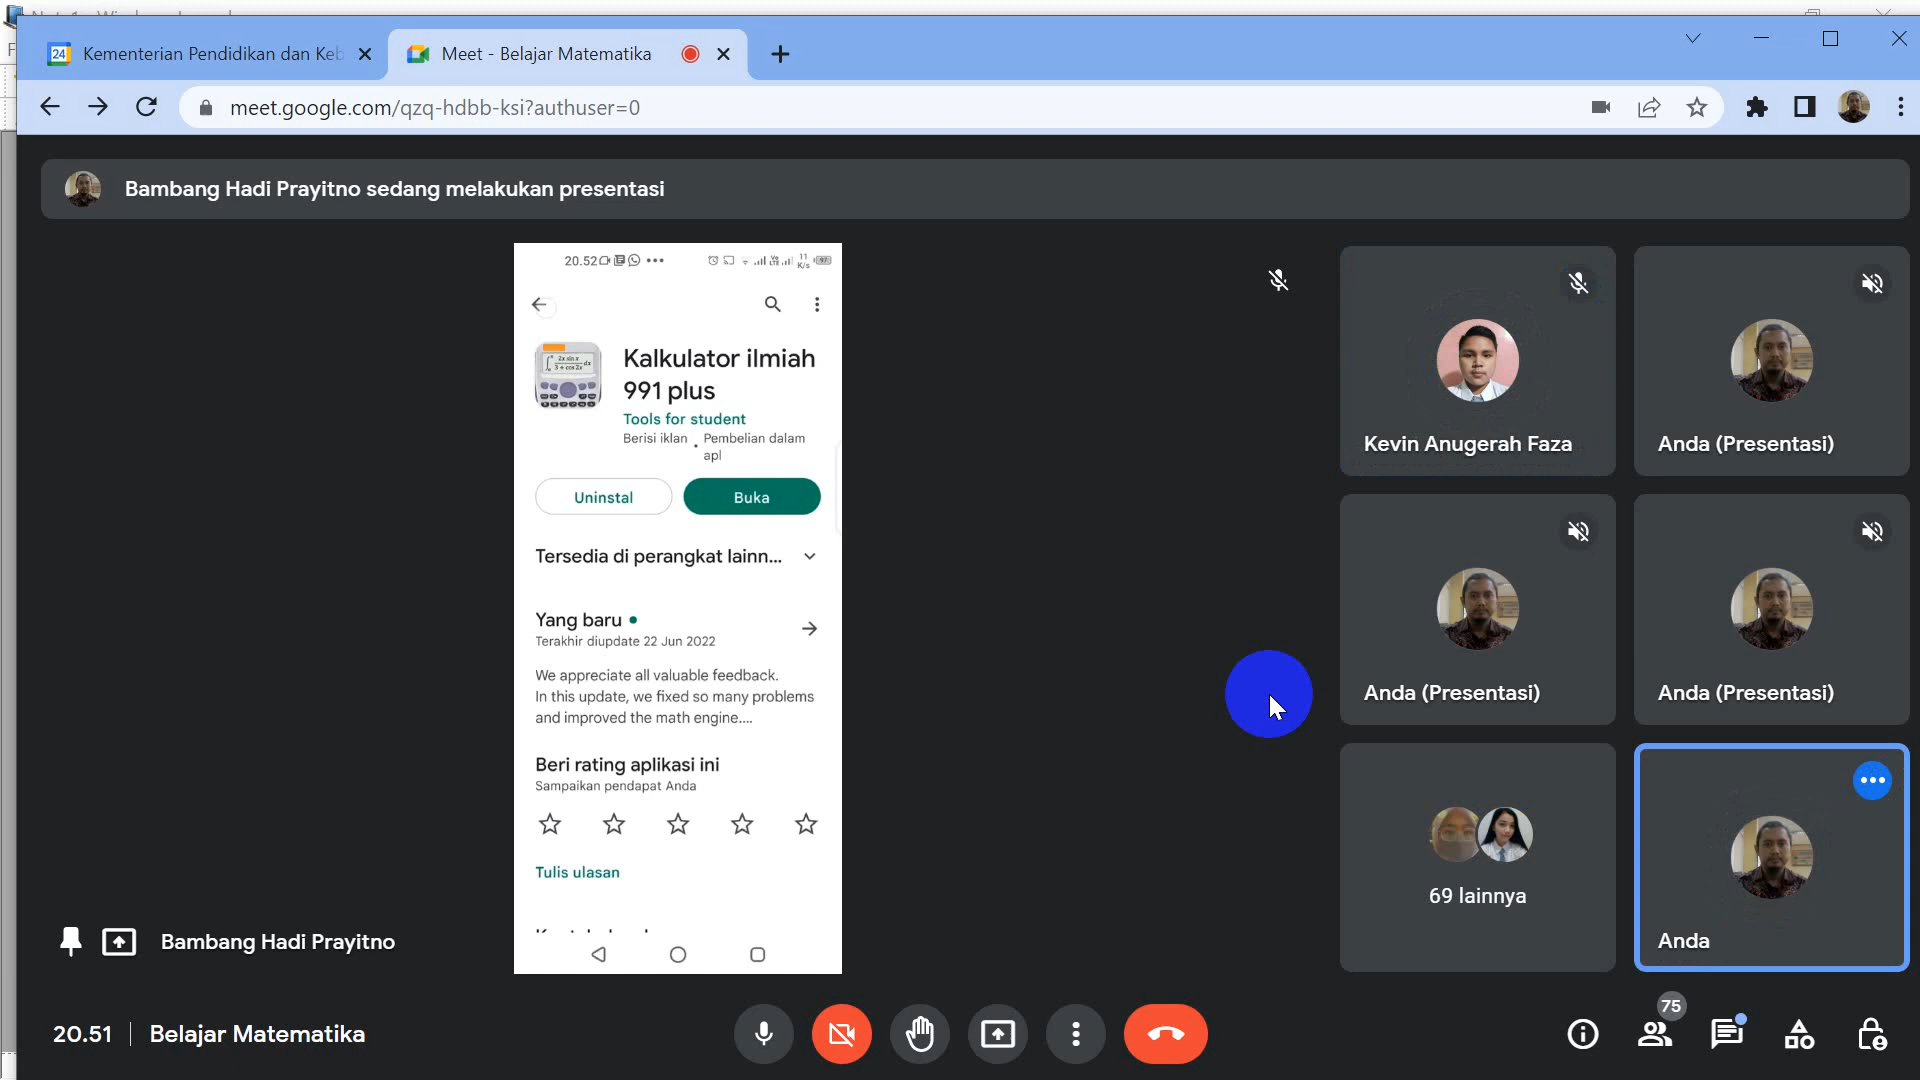 Kementerian Pendidikan dan Keb
Meet - Belajar Matematika
meet.google.com/qzq-hdbb-ksi?authuser=0
Bambang Hadi Prayitno sedang melakukan presentasi
20.52
11 K/s
Kalkulator ilmiah
991 plus
Tools for student
Berisi iklan . Pembelian dalam
apl
Uninstal
Buka
Tersedia di perangkat lainn...
Yang baru
Terakhir diupdate 22 Jun 2022
We appreciate all valuable feedback.
In this update, we fixed so many problems
and improved the math engine....
Beri rating aplikasi ini
Sampaikan pendapat Anda
Tulis ulasan
Kevin Anugerah Faza
Anda (Presentasi)
Anda (Presentasi)
Anda (Presentasi)
69 lainnya
Anda
Bambang Hadi Prayitno
20.51 | Belajar Matematika
75